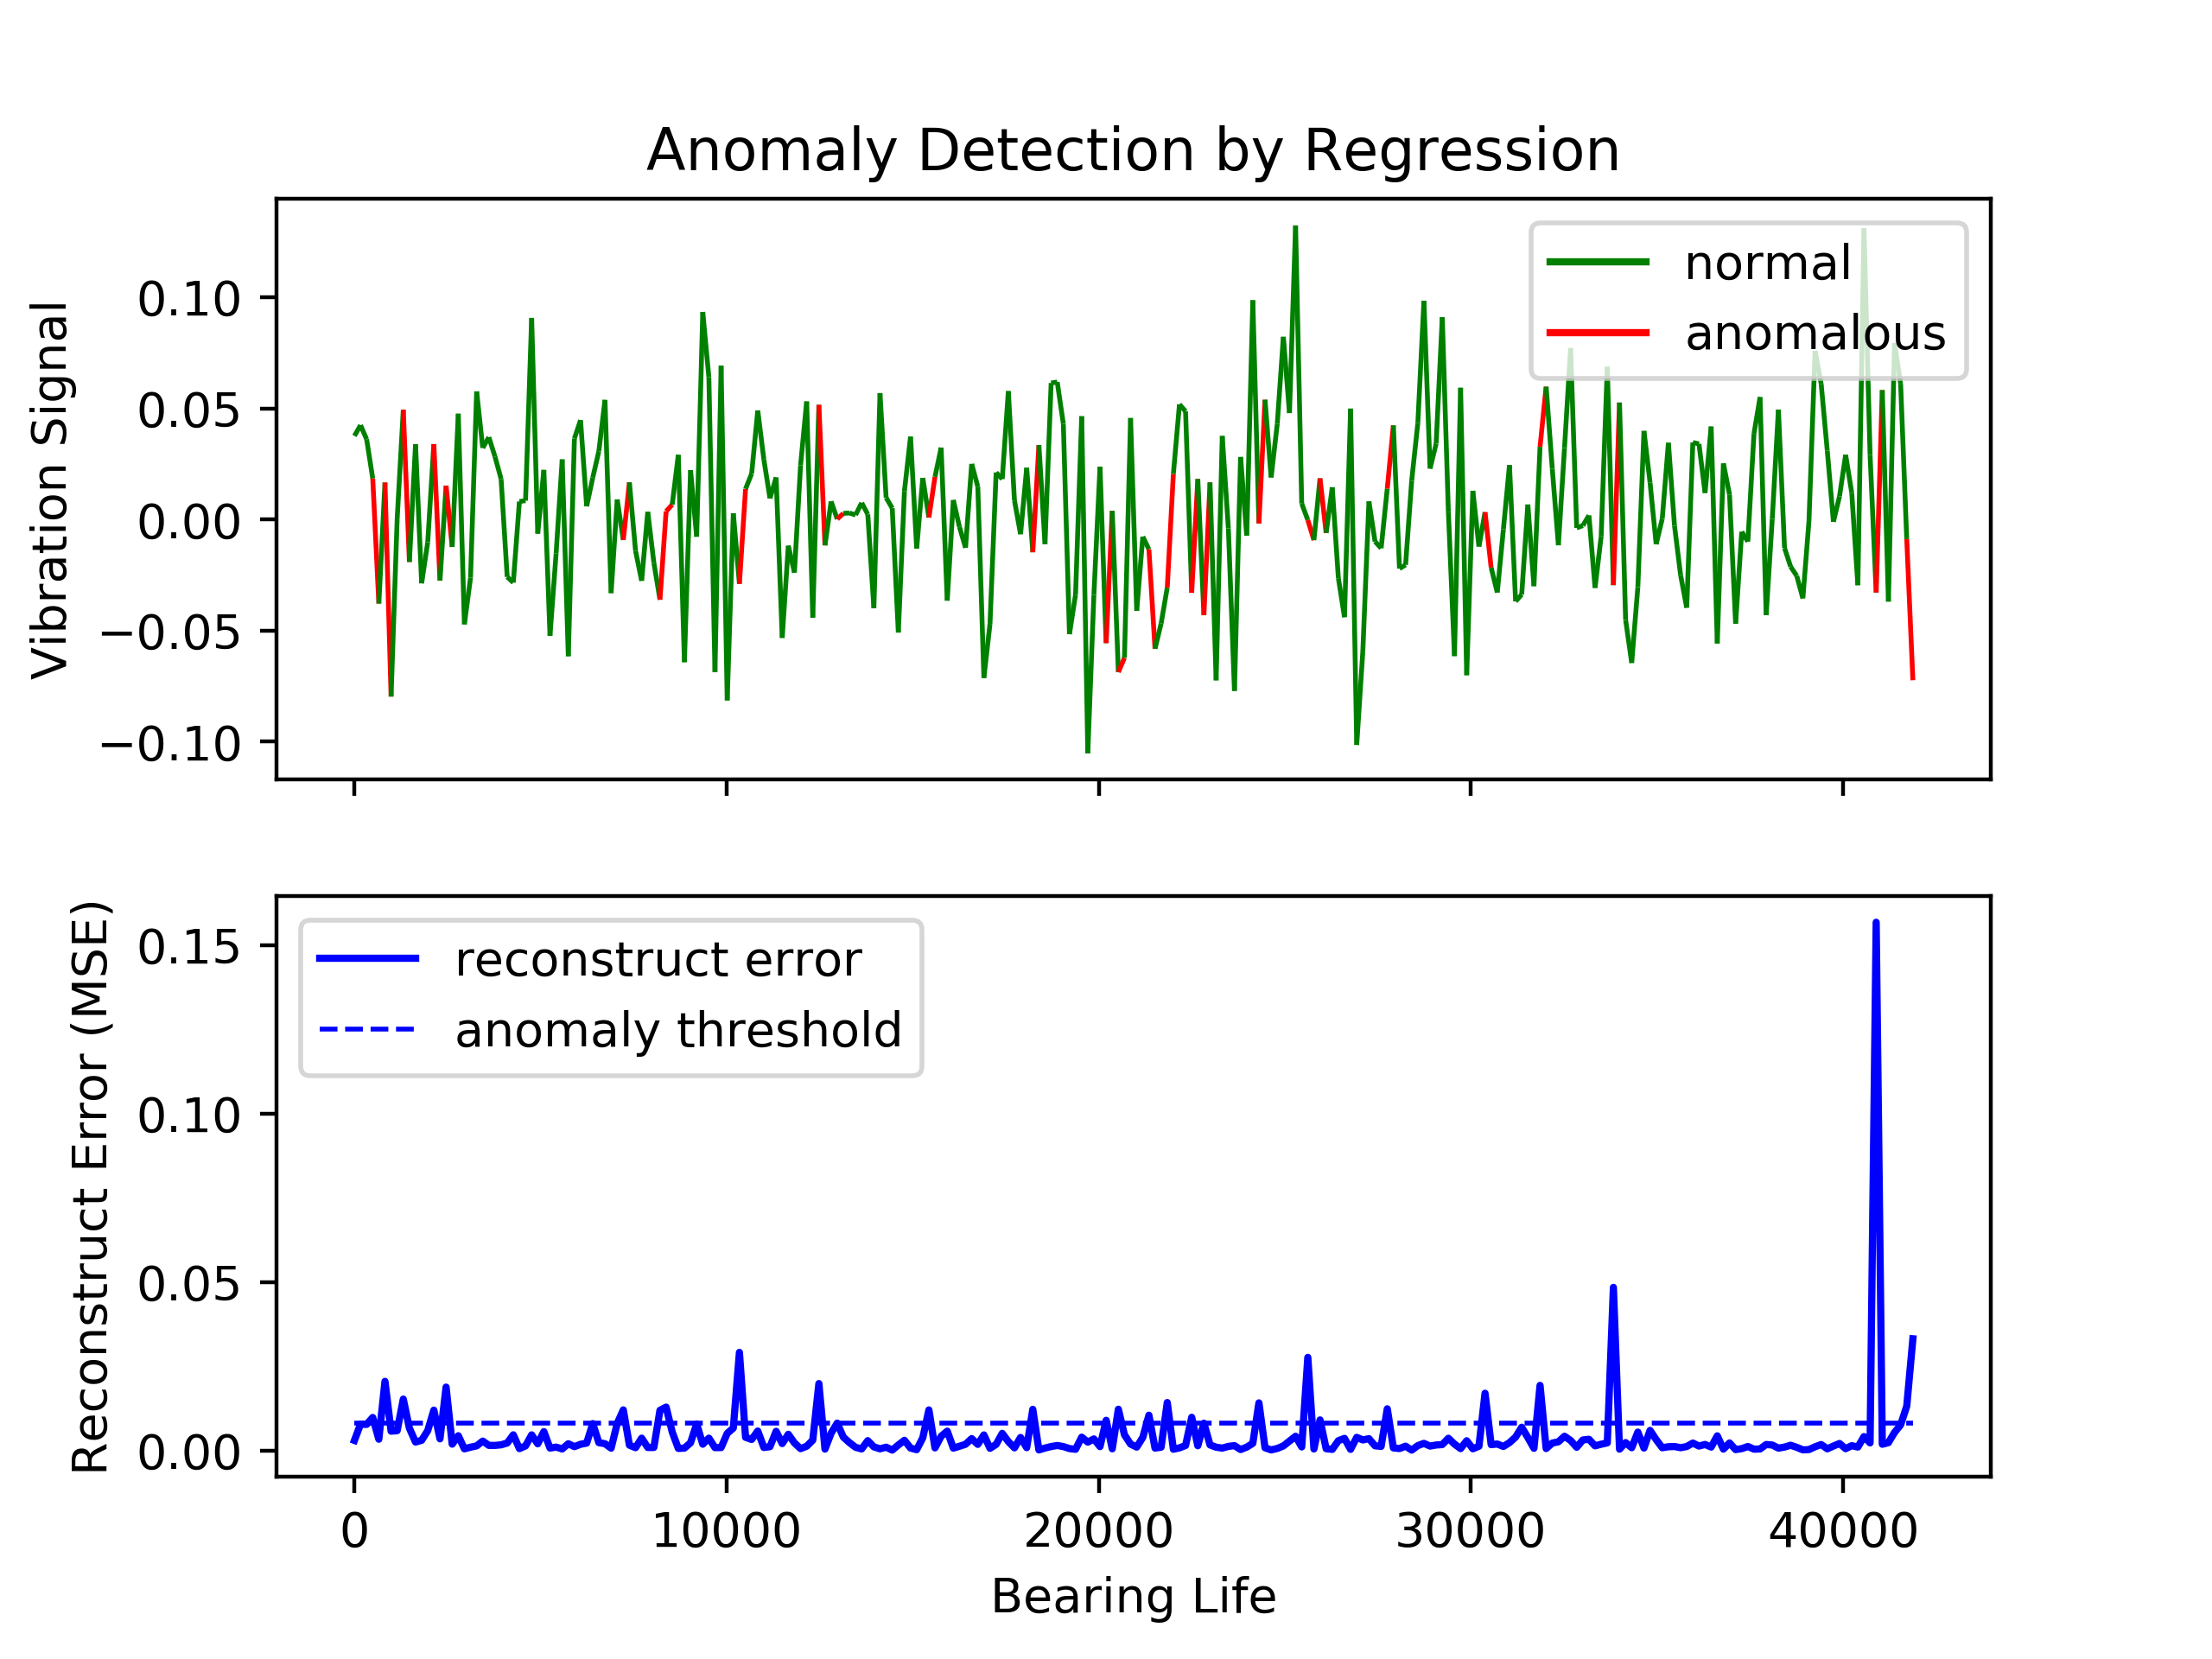 Anomaly Detection by Regression
Vibration Signal
0.10
0.05
0.00
−0.05
−0.10
normal
anomalous
Reconstruct Error (MSE)
0.15
0.10
0.05
0.00
reconstruct error
anomaly threshold
0
10000
20000
30000
40000
Bearing Life